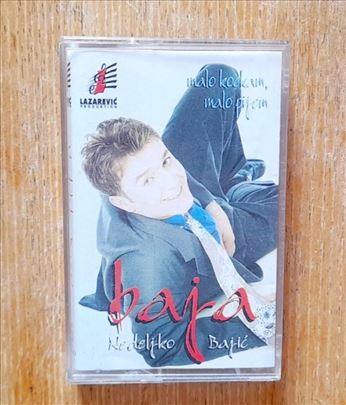 LAZAREVIĆ
PRODUCTION
malo kockam,
malo pijem
baja
Nedeljko Bajić